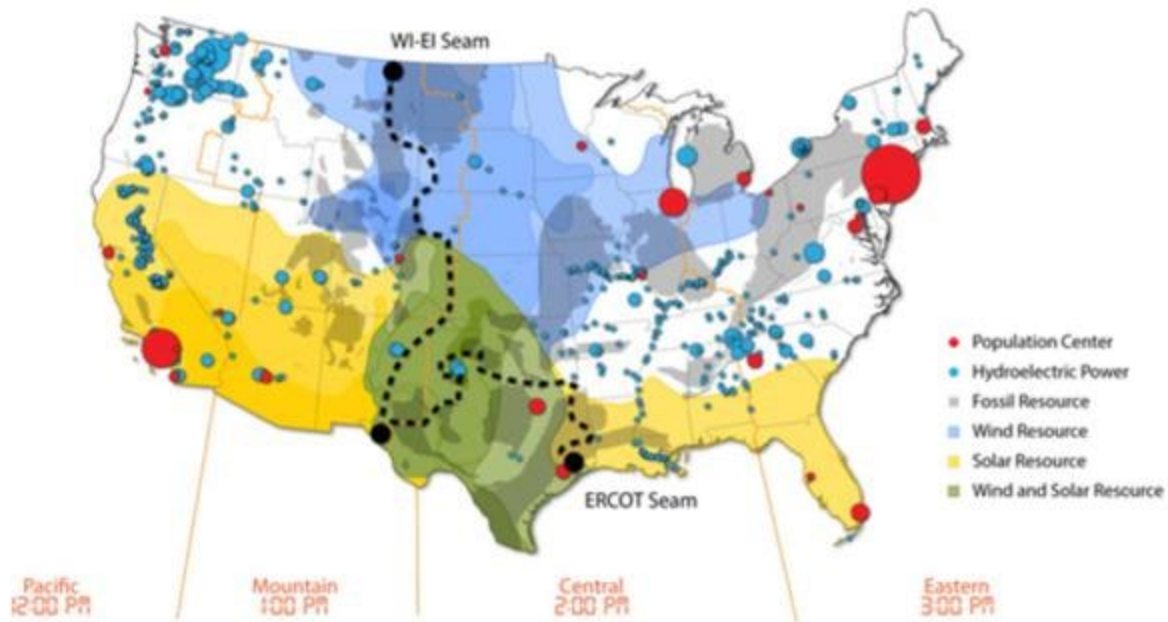 WI-EI Seam
Population Center
Hydroelectric Power
Fossil Resource
Wind Resource
Solar Resource
Wind and Solar Resource
ERCOT Seam
Pacific
12:00 PM
Mountain
1:00 PM
Central
2:00 PM
Eastern
3:00 PM